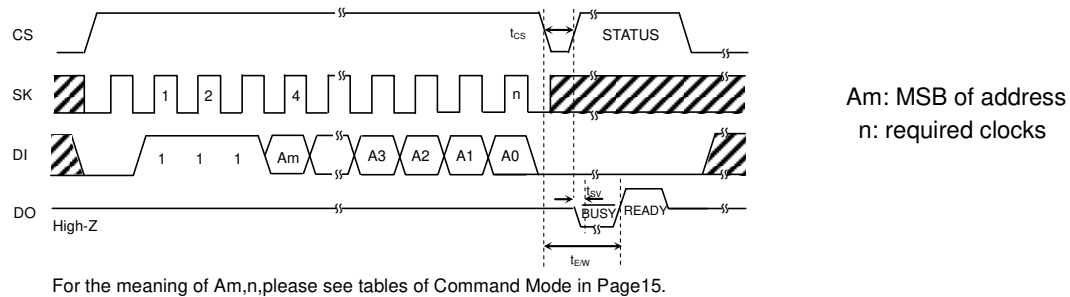 CS
tCS
STATUS
SK
1
2
4
n
DI
1
1
1
Am
A3
A2
A1
A0
DO
High-Z
tSV
BUSY
READY
tE/W
Am: MSB of address
n: required clocks
For the meaning of Am,n,please see tables of Command Mode in Page15.